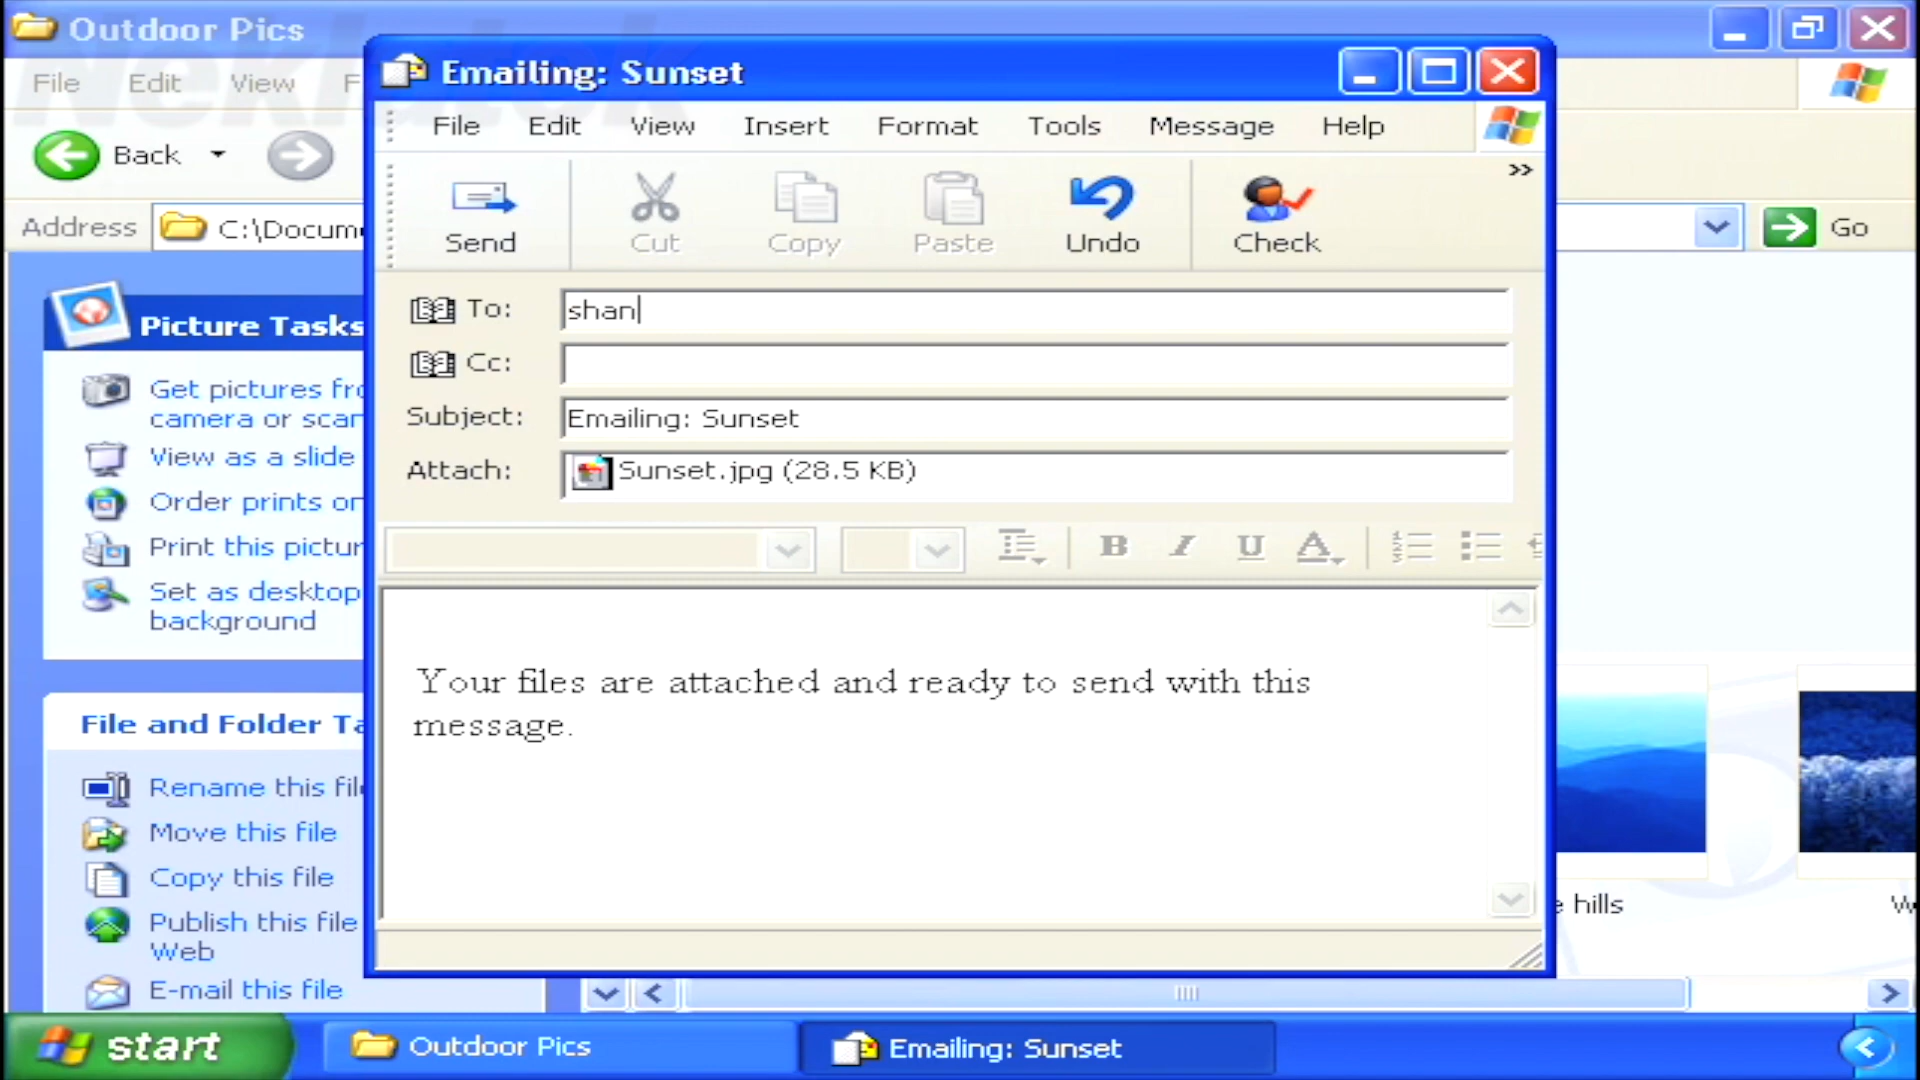 Outdoor Pics
File Edit View F
Back
Address C:\Docum
Go
Picture Tasks
Get pictures fro
camera or scan
View as a slide
Order prints on
Print this pictur
Set as desktop
background
File and Folder Ta
Rename this file
Move this file
Copy this file
Publish this file
Web
E-mail this file
Emailing: Sunset
File Edit View Insert Format Tools Message Help
Send Cut Copy Paste Undo Check
To: shan
Cc:
Subject: Emailing: Sunset
Attach: Sunset.jpg (28.5 KB)
B I U A
Your files are attached and ready to send with this
message.
e hills
start Outdoor Pics Emailing: Sunset